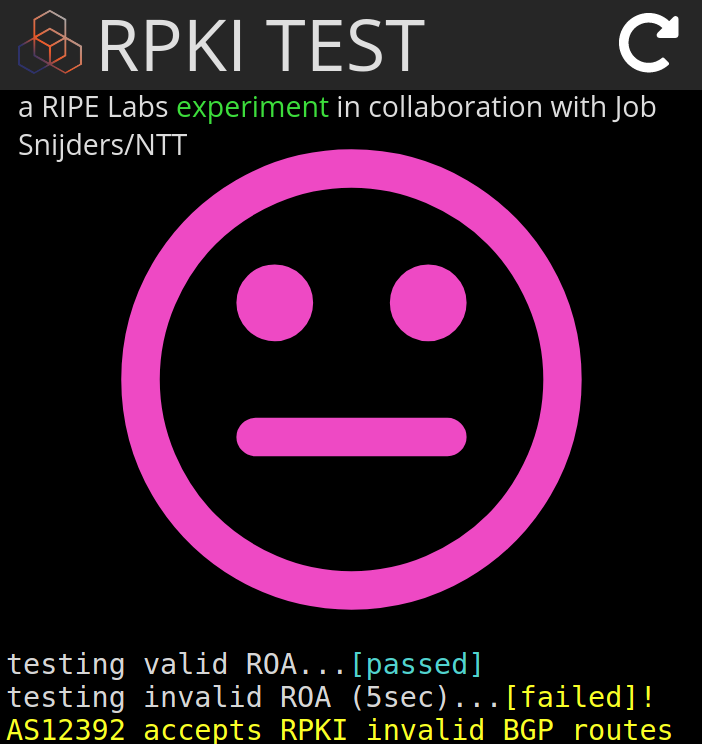 RPKI TEST
a RIPE Labs experiment in collaboration with Job
Snijders/NTT
testing valid ROA...[passed]
testing invalid ROA (5sec)...[failed]!
AS12392 accepts RPKI invalid BGP routes